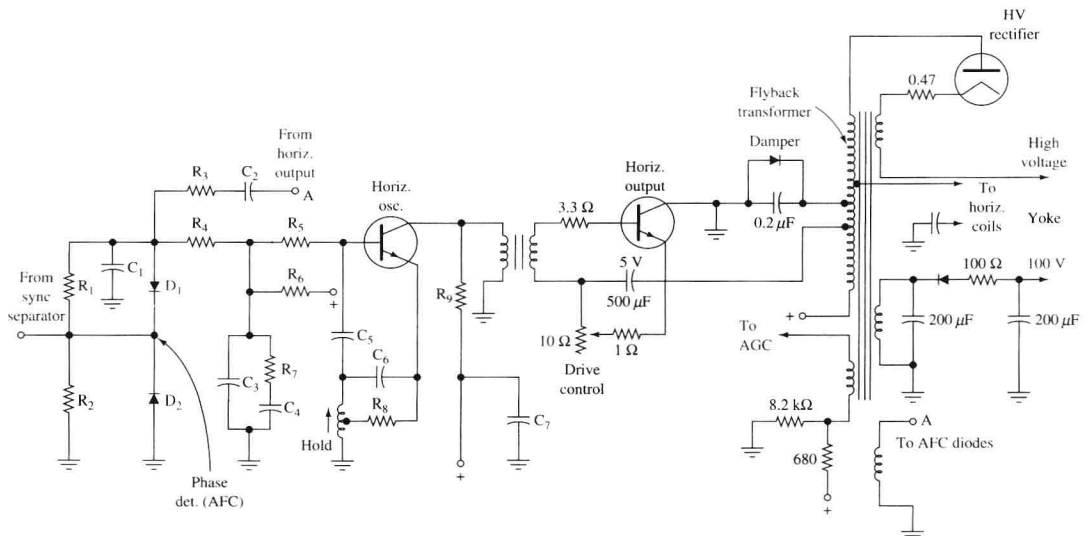 HV
rectifier
0.47
Flyback
transformer
Damper
High
voltage
From
horiz.
output
A
R3
C2
Horiz.
osc.
Horiz.
output
3.3 Ω
0.2 μF
To
horiz.
coils
Yoke
R4
R5
C1
R1
D1
R6
+
From
sync
separator
R9
5 V
500 μF
100 Ω
100 V
200 μF
200 μF
+
To
AGC
C5
C6
10 Ω
1 Ω
Drive
control
R2
D2
C3
R7
C4
R8
Hold
C7
8.2 kΩ
A
To AFC diodes
680
Phase
det. (AFC)
+
+